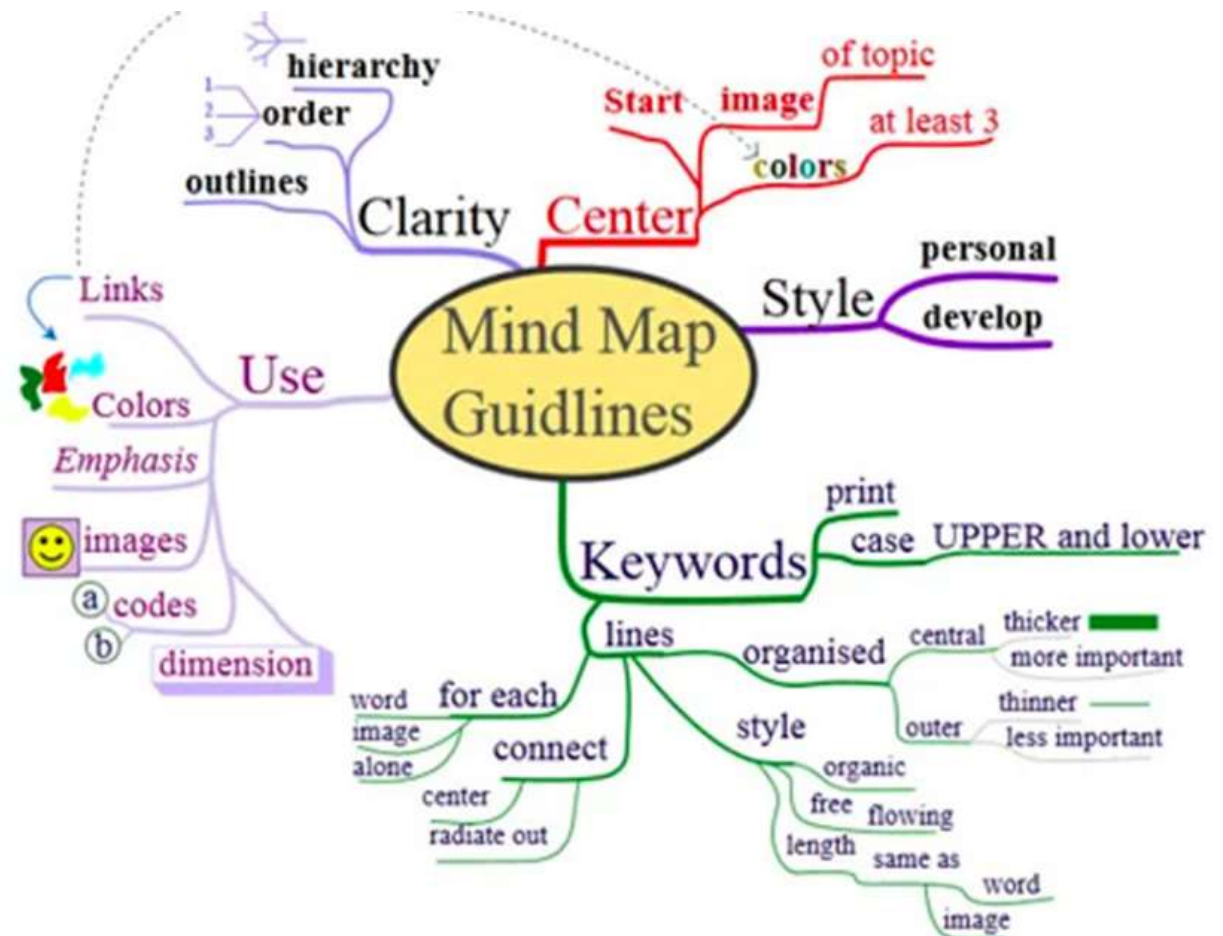 Mind Map
Guidlines
Clarity
hierarchy
order
1
2
3
outlines
Center
Start
image
of topic
colors
at least 3
Style
personal
develop
Keywords
print
case
UPPER and lower
lines
organised
central
thicker
more important
outer
thinner
less important
style
organic
free
flowing
length
same as
word
image
connect
center
radiate out
for each
word
image
alone
Use
Links
Colors
Emphasis
images
codes
a
b
dimension